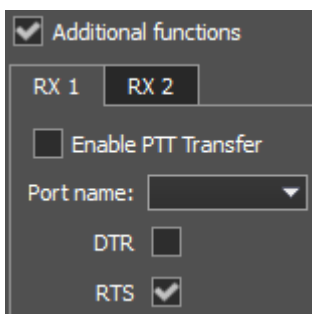 Additional functions
RX 1 RX 2
Enable PTT Transfer
Port name:
DTR
RTS